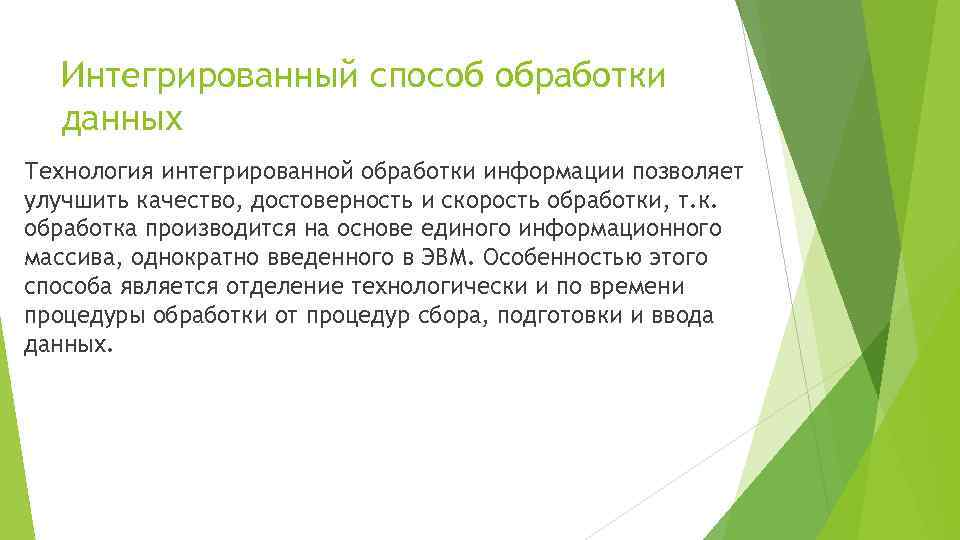 Интегрированный способ обработки
данных
Технология интегрированной обработки информации позволяет
улучшить качество, достоверность и скорость обработки, т.к.
обработка производится на основе единого информационного
массива, однократно введенного в ЭВМ. Особенностью этого
способа является отделение технологически и по времени
процедуры обработки от процедур сбора, подготовки и ввода
данных.